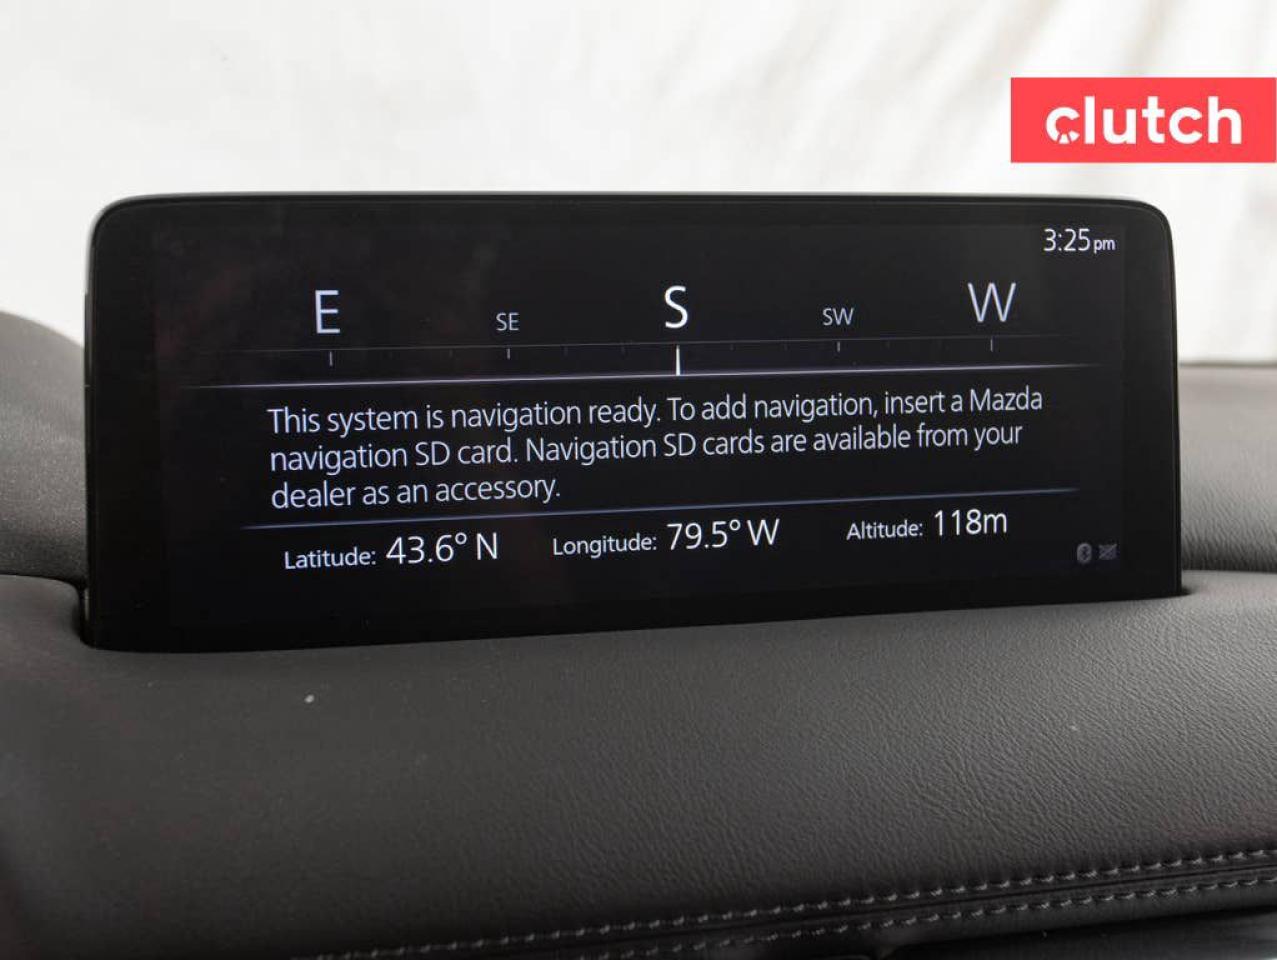 clutch
3:25pm
E SE S SW W
This system is navigation ready. To add navigation, insert a Mazda
navigation SD card. Navigation SD cards are available from your
dealer as an accessory.
Latitude: 43.6° N Longitude: 79.5° W Altitude: 118m